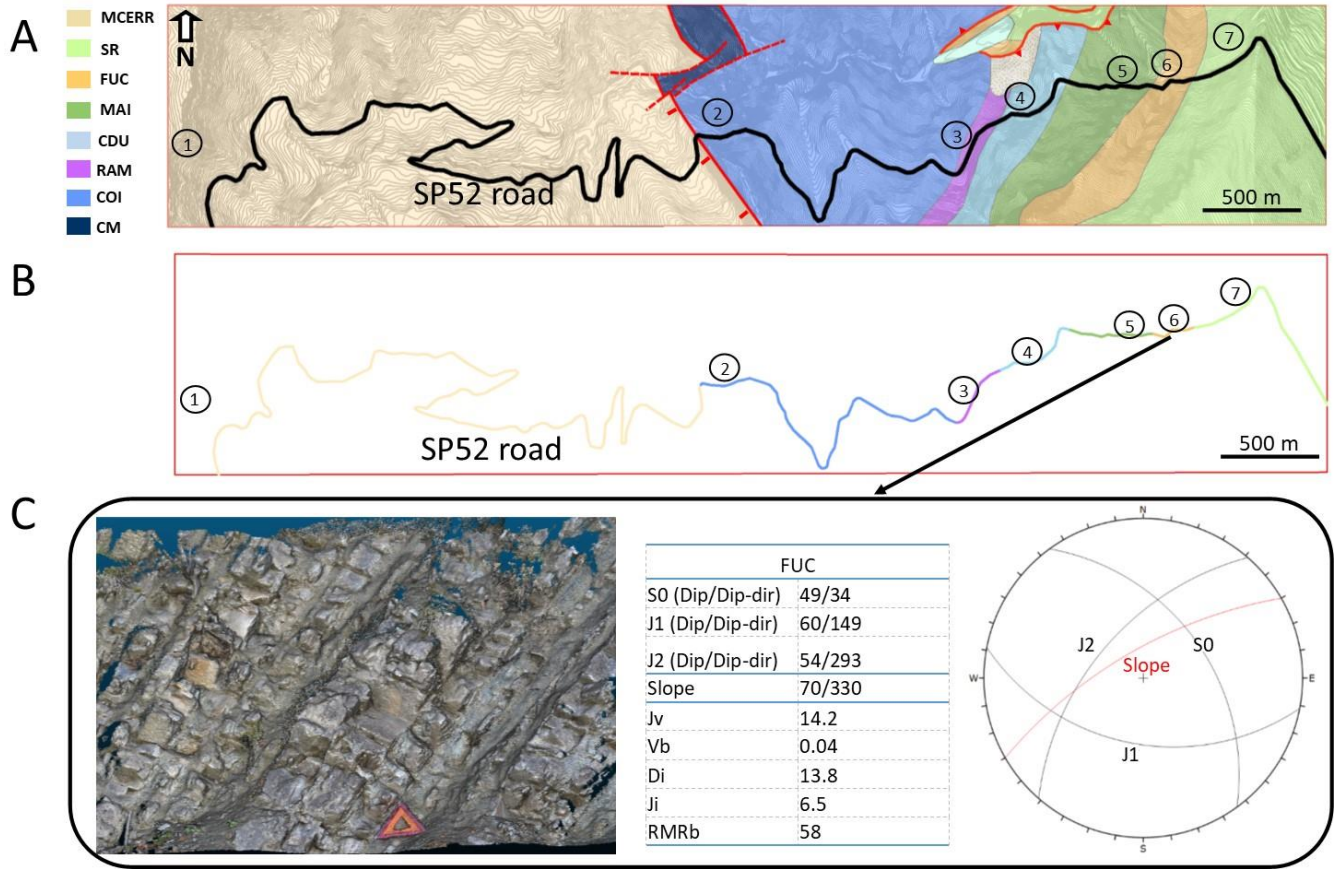 A
MCERR
SR
FUC
MAI
CDU
RAM
COI
CM
N
1
2
3
4
5
6
7
SP52 road
500 m
B
1
2
3
4
5
6
7
SP52 road
500 m
C
FUC
S0 (Dip/Dip-dir) 49/34
J1 (Dip/Dip-dir) 60/149
J2 (Dip/Dip-dir) 54/293
Slope 70/330
Jv 14.2
Vb 0.04
Di 13.8
Ji 6.5
RMRb 58
N
J2
S0
Slope
W
E
J1
S